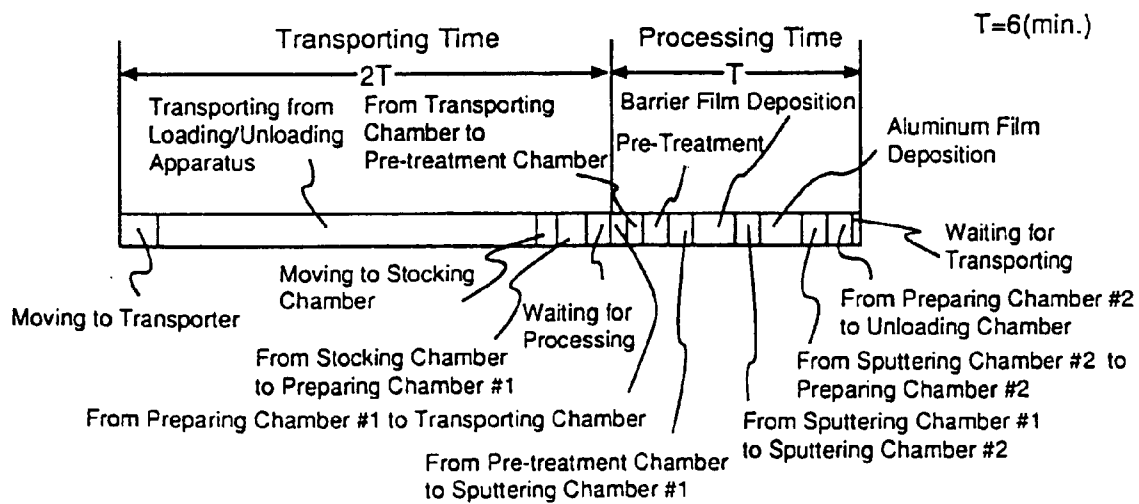 T=6(min.)
Transporting Time
Processing Time
2T
T
Transporting from
Loading/Unloading
Apparatus
From Transporting
Chamber to
Pre-treatment Chamber
Barrier Film Deposition
Pre-Treatment
Aluminum Film
Deposition
Moving to Transporter
Moving to Stocking
Chamber
From Stocking Chamber
to Preparing Chamber #1
Waiting for
Processing
From Preparing Chamber #1 to Transporting Chamber
From Pre-treatment Chamber
to Sputtering Chamber #1
From Sputtering Chamber #1
to Sputtering Chamber #2
From Sputtering Chamber #2 to
Preparing Chamber
#2
From Preparing Chamber #2
to Unloading Chamber
Waiting for
Transporting